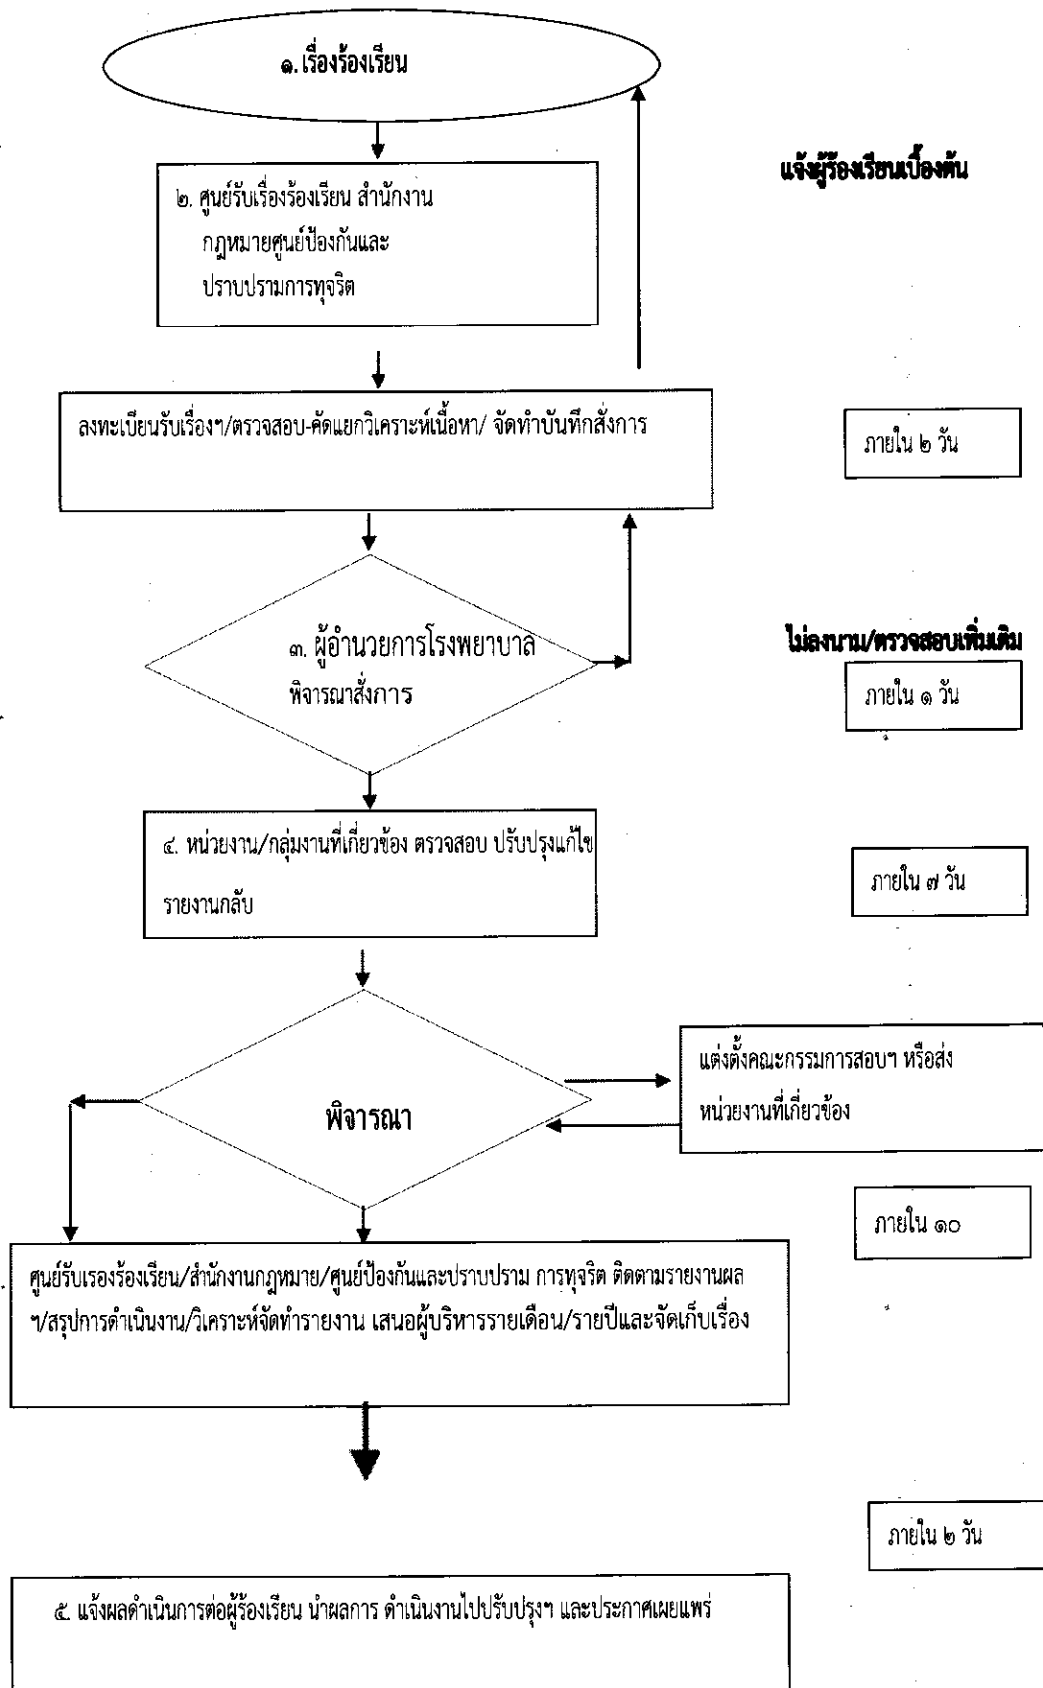 ๑. เรื่องร้องเรียน
แจ้งผู้ร้องเรียนเบื้องต้น
๒. ศูนย์รับเรื่องร้องเรียน สำนักงาน
กฎหมายศูนย์ป้องกันและ
ปราบปรามการทุจริต
ลงทะเบียนรับเรื่องฯ/ตรวจสอบ-คัดแยกวิเคราะห์เนื้อหา/ จัดทำบันทึกสั่งการ
ภายใน ๒ วัน
ไม่ลงนาม/ตรวจสอบเพิ่มเติม
๓. ผู้อำนวยการโรงพยาบาล
พิจารณาสั่งการ
ภายใน ๑ วัน
๔. หน่วยงาน/กลุ่มงานที่เกี่ยวข้อง ตรวจสอบ ปรับปรุงแก้ไข
รายงานกลับ
ภายใน ๗ วัน
แต่งตั้งคณะกรรมการสอบฯ หรือส่ง
หน่วยงานที่เกี่ยวข้อง
พิจารณา
ภายใน ๑๐
ศูนย์รับเรองร้องเรียน/สำนักงานกฎหมาย/ศูนย์ป้องกันและปราบปราม การทุจริต ติดตามรายงานผล
ฯ/สรุปการดำเนินงาน/วิเคราะห์จัดทำรายงาน เสนอผู้บริหารรายเดือน/รายปีและจัดเก็บเรื่อง
ภายใน ๒ วัน
๕. แจ้งผลดำเนินการต่อผู้ร้องเรียน นำผลการ ดำเนินงานไปปรับปรุงฯ และประกาศเผยแพร่